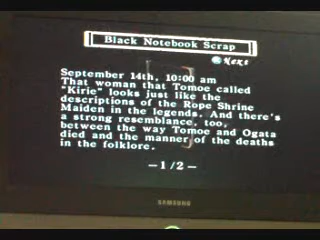 Black Notebook Scrap
Next
September 14th, 10:00 am
That woman that Tomoe called
"Kirie" looks just like the
descriptions of the Rope Shrine
Maiden in the legends. And there's
a strong resemblance, too,
between the way Tomoe and Ogata
died and the manner of the deaths
in the folklore.
-1/2-
SAMSUNG